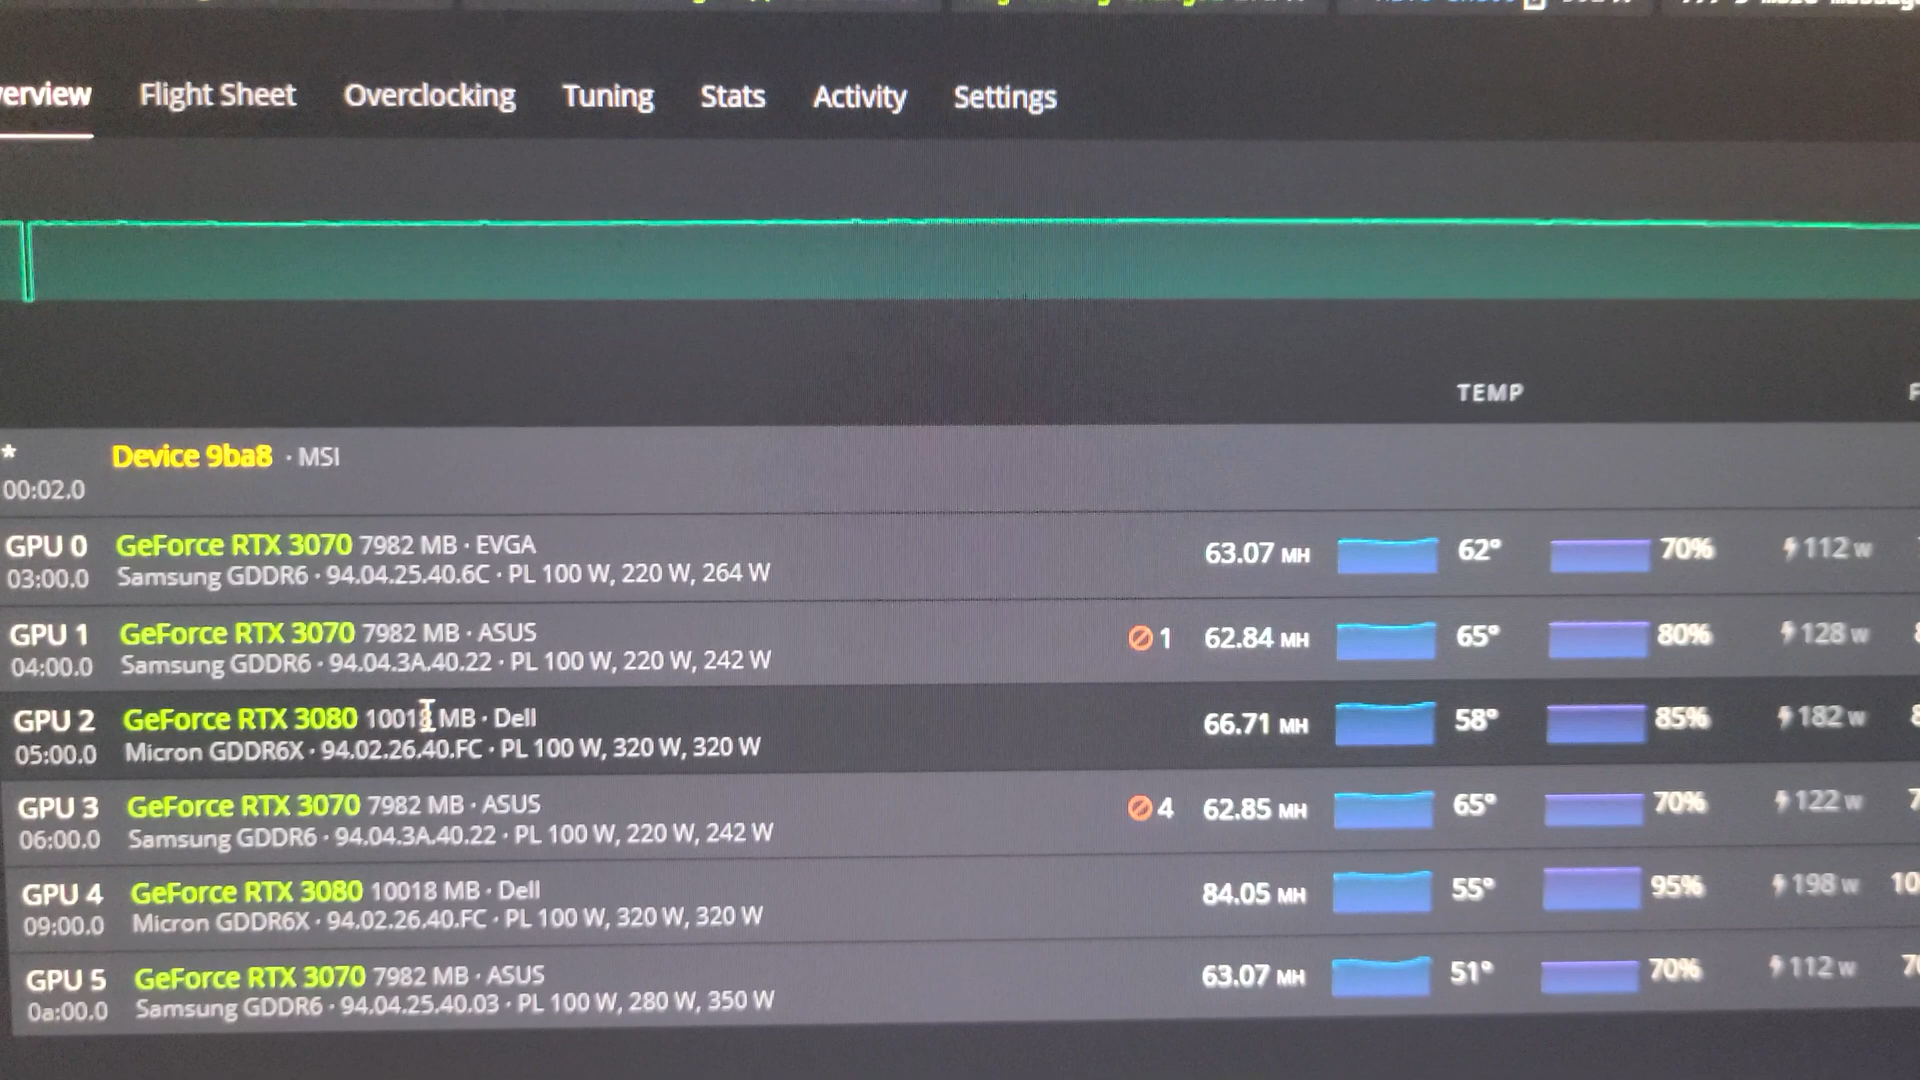 verview Flight Sheet Overclocking Tuning Stats Activity Settings
TEMP
* Device 9ba8 · MSI
00:02.0
GPU 0 GeForce RTX 3070 7982 MB · EVGA 63.07 MH 62° 70% 112 W
03:00.0 Samsung GDDR6 · 94.04.25.40.6C · PL 100 W, 220 W, 264 W
GPU 1 GeForce RTX 3070 7982 MB · ASUS 1 62.84 MH 65° 80% 128 W
04:00.0 Samsung GDDR6 · 94.04.3A.40.22 · PL 100 W, 220 W, 242 W
GPU 2 GeForce RTX 3080 10018 MB · Dell 66.71 MH 58° 85% 182 W
05:00.0 Micron GDDR6X · 94.02.26.40.FC · PL 100 W, 320 W, 320 W
GPU 3 GeForce RTX 3070 7982 MB · ASUS 4 62.85 MH 65° 70% 122 W
06:00.0 Samsung GDDR6 · 94.04.3A.40.22 · PL 100 W, 220 W, 242 W
GPU 4 GeForce RTX 3080 10018 MB · Dell 84.05 MH 55° 95% 198 W 10
09:00.0 Micron GDDR6X · 94.02.26.40.FC · PL 100 W, 320 W, 320 W
GPU 5 GeForce RTX 3070 7982 MB · ASUS 63.07 MH 51° 70% 112 W
0a:00.0 Samsung GDDR6 · 94.04.25.40.03 · PL 100 W, 280 W, 350 W